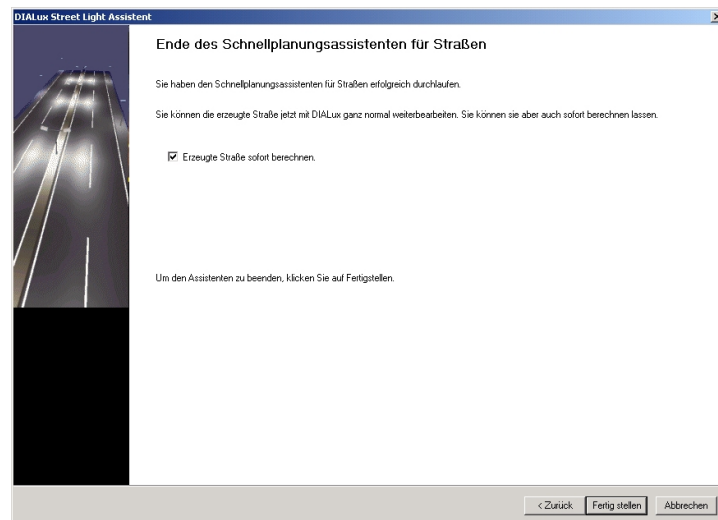 DIALux Street Light Assistent
Ende des Schnellplanungsassistenten für Straßen
Sie haben den Schnellplanungsassistenten für Straßen erfolgreich durchlaufen.
Sie können die erzeugte Straße jetzt mit DIALux ganz normal weiterbearbeiten. Sie können sie aber auch sofort berechnen lassen.
Erzeugte Straße sofort berechnen.
Um den Assistenten zu beenden, klicken Sie auf Fertigstellen.
< Zurück Fertig stellen Abbrechen